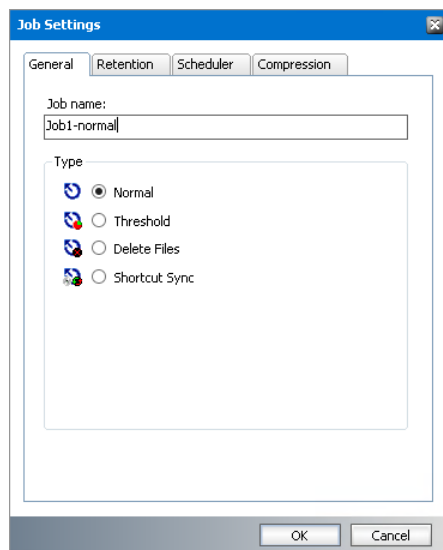 Job Settings
General Retention Scheduler Compression
Job name:
Job1-normal
Type
Normal
Threshold
Delete Files
Shortcut Sync
OK Cancel